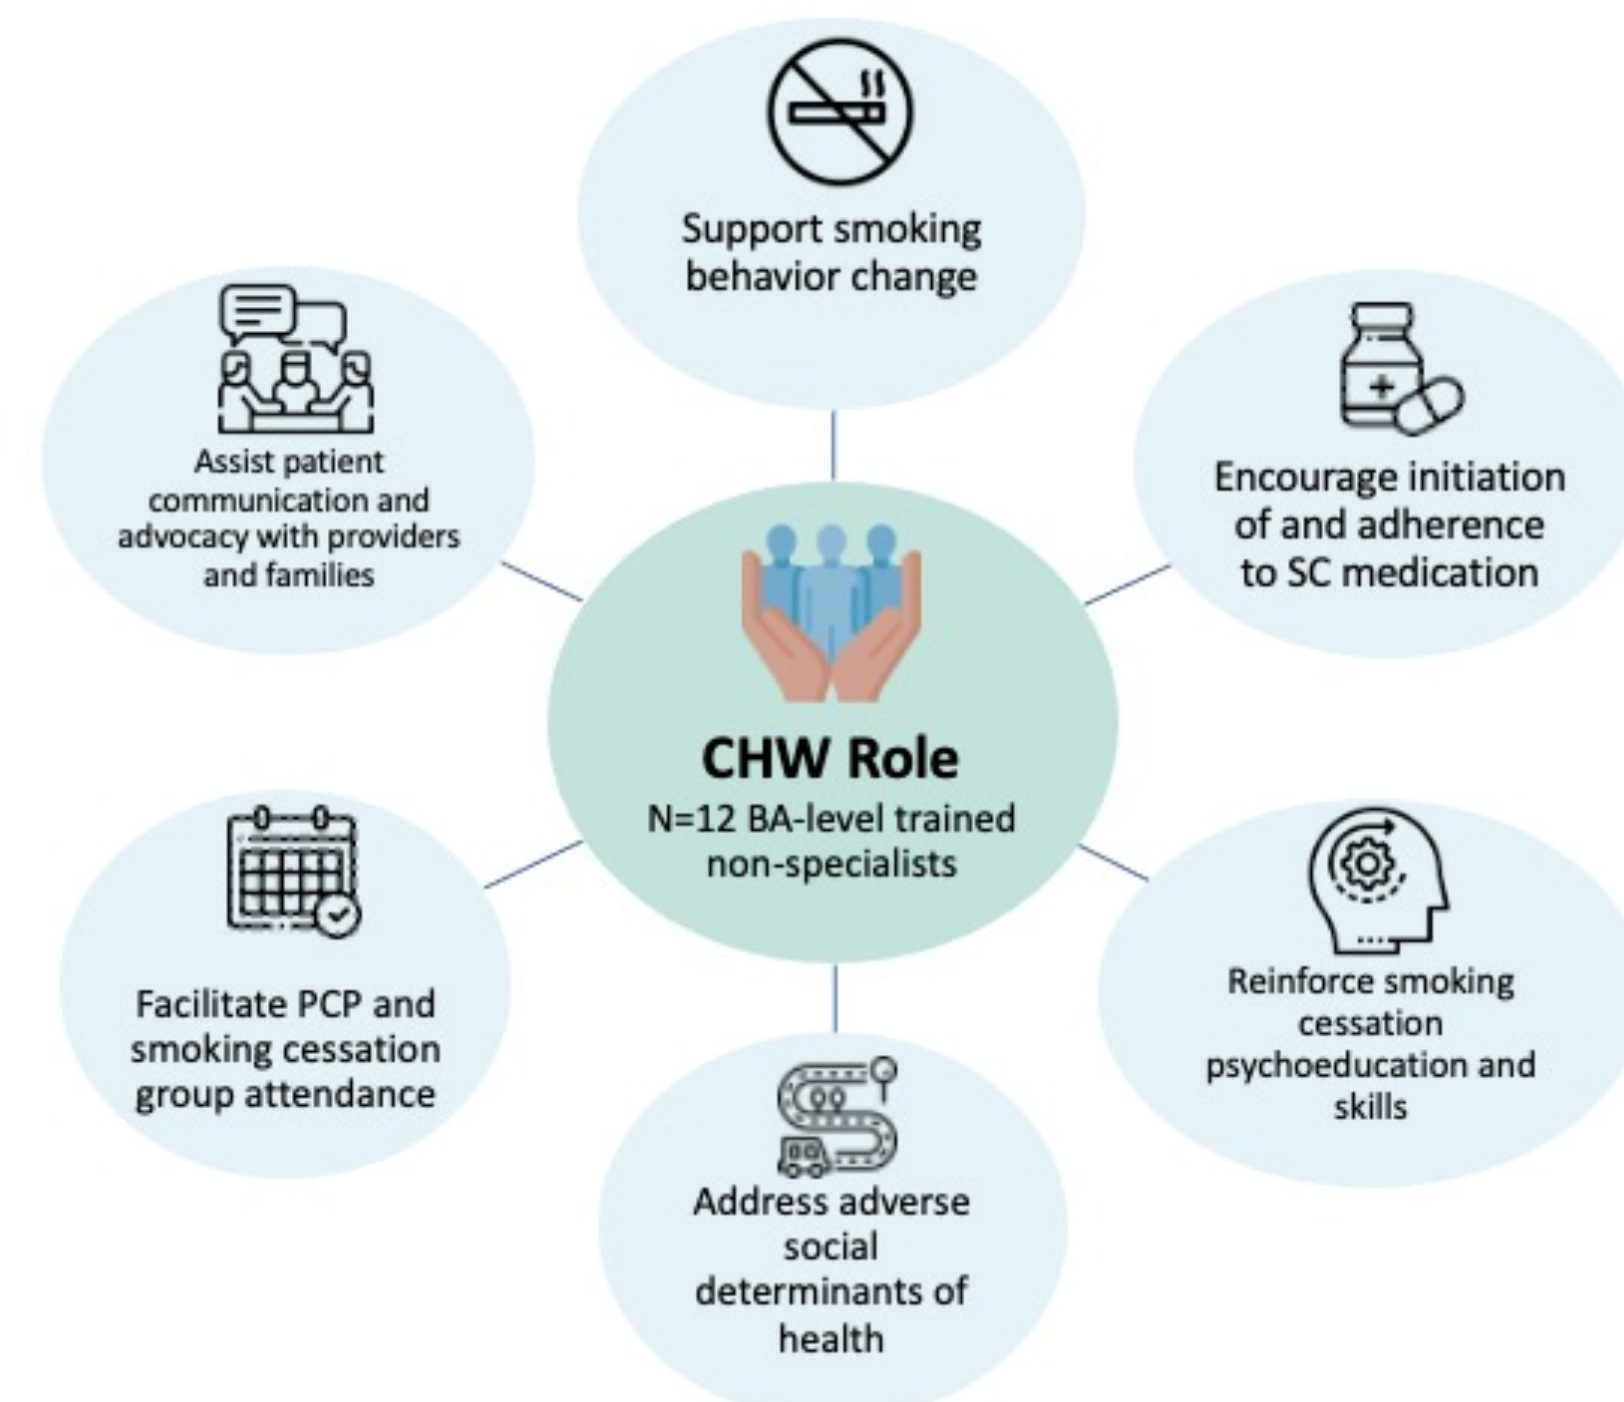 Support smoking
behavior change
Assist patient
communication and
advocacy with providers
and families
Encourage initiation
of and adherence
to SC medication
CHW Role
N=12 BA-level trained
non-specialists
Facilitate PCP and
smoking cessation
group attendance
Reinforce smoking
cessation
psychoeducation and
skills
Address adverse
social
determinants of
health